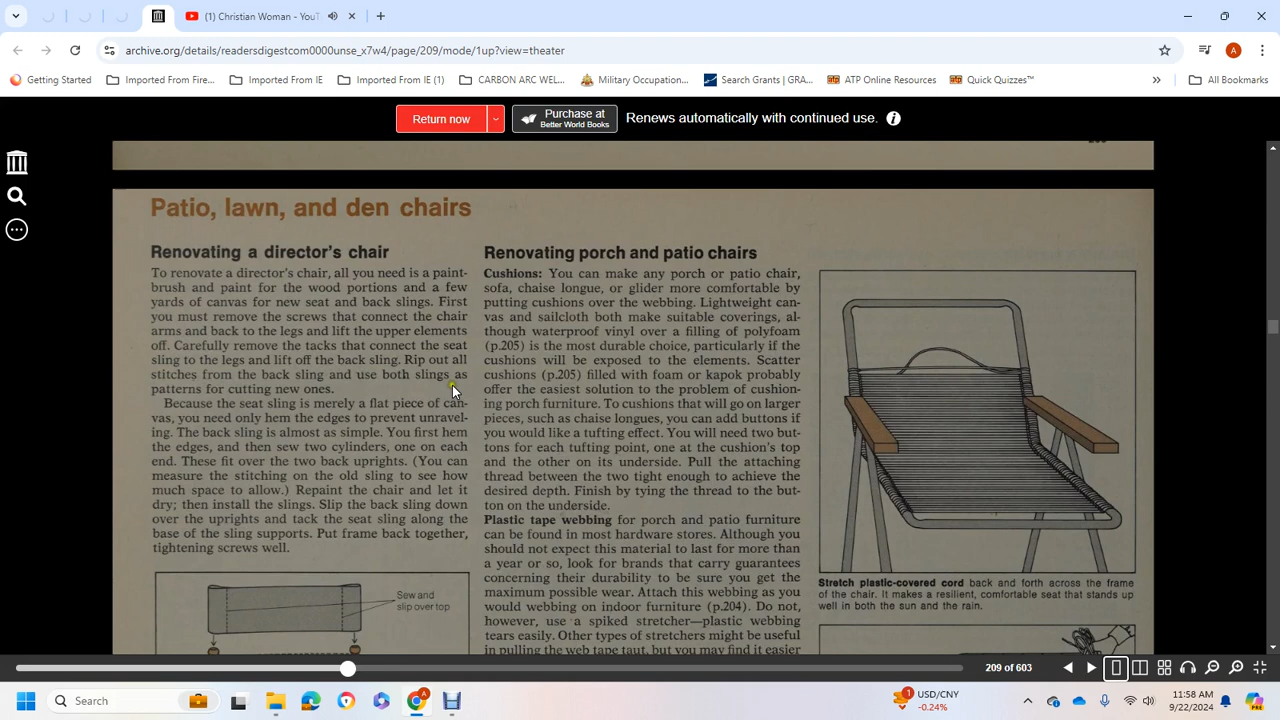 (1) Christian Woman - YouT
archive.org/details/readersdigestcom0000unse_x7w4/page/209/mode/1up?view=theater
A
Getting Started
Imported From Fire...
Imported From IE
Imported From IE (1)
CARBON ARC WEL...
Military Occupation...
Search Grants | GRA...
ATP Online Resources
Quick Quizzes™
All Bookmarks
Return now
Purchase at
Better World Books
Renews automatically with continued use.
Patio, lawn, and den chairs
Renovating a director's chair
To renovate a director's chair, all you need is a paint-
brush and paint for the wood portions and a few
yards of canvas for new seat and back slings. First
you must remove the screws that connect the chair
arms and back to the legs and lift the upper elements
off. Carefully remove the tacks that connect the seat
sling to the legs and lift off the back sling. Rip out all
stitches from the back sling and use both slings as
patterns for cutting new ones.
Because the seat sling is merely a flat piece of can-
vas, you need only hem the edges to prevent unravel-
ing. The back sling is almost as simple. You first hem
the edges, and then sew two cylinders, one on each
end. These fit over the two back uprights. (You can
measure the stitching on the old sling to see how
much space to allow.) Repaint the chair and let it
dry; then install the slings. Slip the back sling down
over the uprights and tack the seat sling along the
base of the sling supports. Put frame back together,
tightening screws well.
Sew and
slip over top
Renovating porch and patio chairs
Cushions: You can make any porch or patio chair,
sofa, chaise longue, or glider more comfortable by
putting cushions over the webbing. Lightweight can-
vas and sailcloth both make suitable coverings, al-
though waterproof vinyl over a filling of polyfoam
(p.205) is the most durable choice, particularly if the
cushions will be exposed to the elements. Scatter
cushions (p.205) filled with foam or kapok probably
offer the easiest solution to the problem of cushion-
ing porch furniture. To cushions that will go on larger
pieces, such as chaise longues, you can add buttons if
you would like a tufting effect. You will need two but-
tons for each tufting point, one at the cushion's top
and the other on its underside. Pull the attaching
thread between the two tight enough to achieve the
desired depth. Finish by tying the thread to the but-
ton on the underside.
Plastic tape webbing for porch and patio furniture
can be found in most hardware stores. Although you
should not expect this material to last for more than
a year or so, look for brands that carry guarantees
concerning their durability to be sure you get the
maximum possible wear. Attach this webbing as you
would webbing on indoor furniture (p.204). Do not,
however, use a spiked stretcher—plastic webbing
tears easily. Other types of stretchers might be useful
in pulling the web tape taut, but you may find it easier
Stretch plastic-covered cord back and forth across the frame
of the chair. It makes a resilient, comfortable seat that stands up
well in both the sun and the rain.
209 of 603
Search
1
USD/CNY
-0.24%
11:58 AM
9/22/2024
PRE